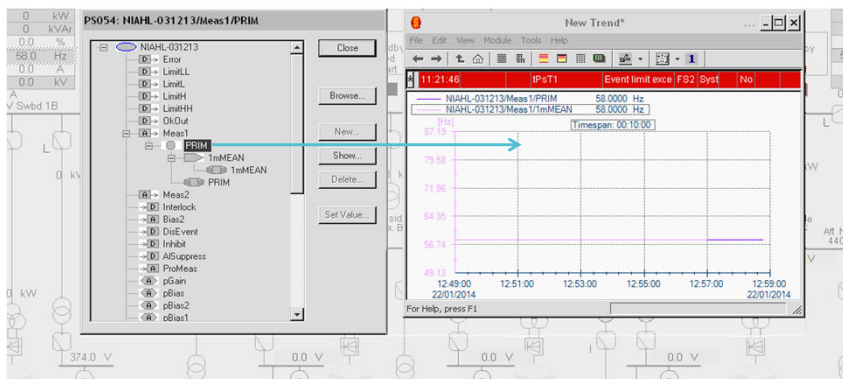 0 kW
0 kVAr
0.0 %
58.0 Hz
0.0 A
0.0 kV
A
V Swbd 1B
L
0 kW
374.0 V
PS054: NIAHL-031213/Meas1/PRIM
NIAHL-031213
D Error
D LimitLL
D LimitL
D LimitH
D LimitHH
D OkOut
A Meas1
PRIM
1mMEAN
1mMEAN
PRIM
A Meas2
D Interlock
A Bias2
D DisEvent
D Inhibit
D AlSuppress
A ProMeas
A pGain
A pBias
A pBias2
A pBias1
Close
Browse...
New...
Show...
Delete...
Set Value...
New Trend*
File Edit View Module Tools Help
1
11:21:46 tPsT1 Event limit exce FS2 Syst No
NIAHL-031213/Meas1/PRIM 58.0000 Hz
NIAHL-031213/Meas1/1mMEAN 58.0000 Hz
[Hz]
Timespan: 00:10:00
87.19
79.58
71.96
64.35
56.74
49.13
12:49:00 12:51:00 12:53:00 12:55:00 12:57:00 12:59:00
22/01/2014 22/01/2014
For Help, press F1
0.0 V
0.0 V
0.0 V
L
Aft
440
V